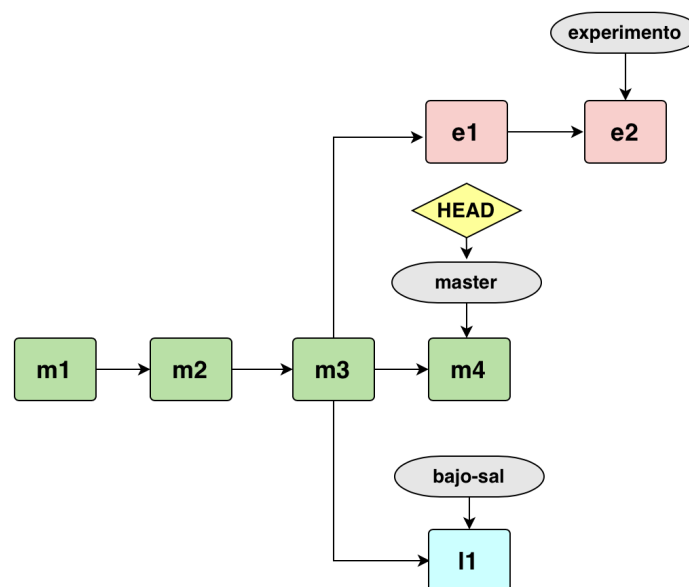 experimento
e1
e2
HEAD
master
m1
m2
m3
m4
bajo-sal
l1